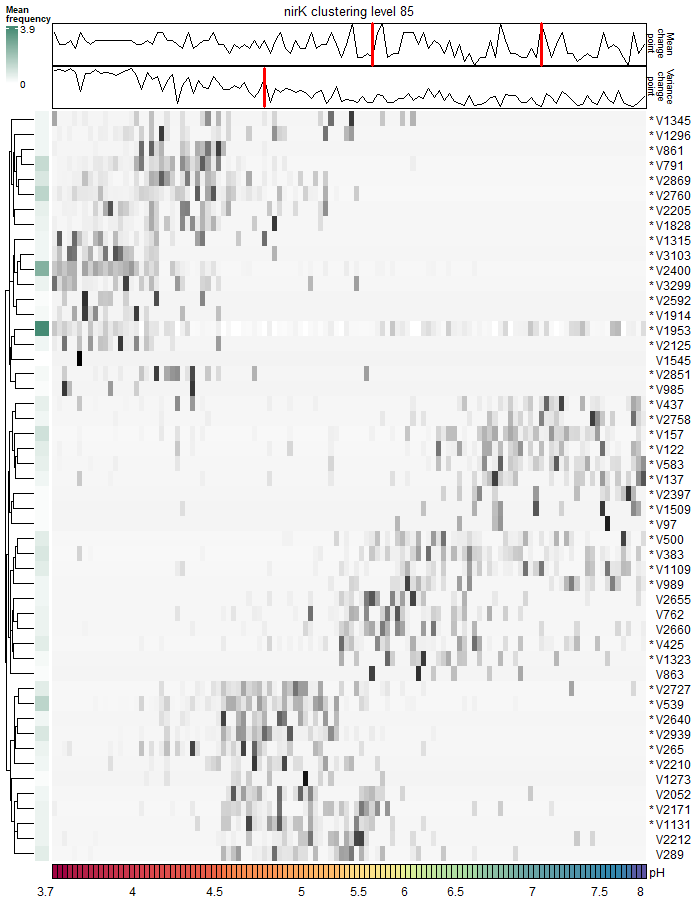 nirK clustering level 85
Mean
frequency
3.9
0
Mean
change
point
Variance
change
point
* V1345
* V1296
* V861
* V791
* V2869
* V2760
* V2205
* V1828
* V1315
* V3103
* V2400
* V3299
* V2592
* V1914
* V1953
* V2125
V1545
* V2851
* V985
* V437
* V2758
* V157
* V122
* V583
* V137
* V2397
* V1509
* V97
* V500
* V383
* V1109
* V989
V2655
V762
V2660
* V425
* V1323
V863
* V2727
* V539
* V2640
* V2939
* V265
* V2210
V1273
V2052
* V2171
* V1131
V2212
V289
pH
3.7 4 4.5 5 5.5 6 6.5 7 7.5 8